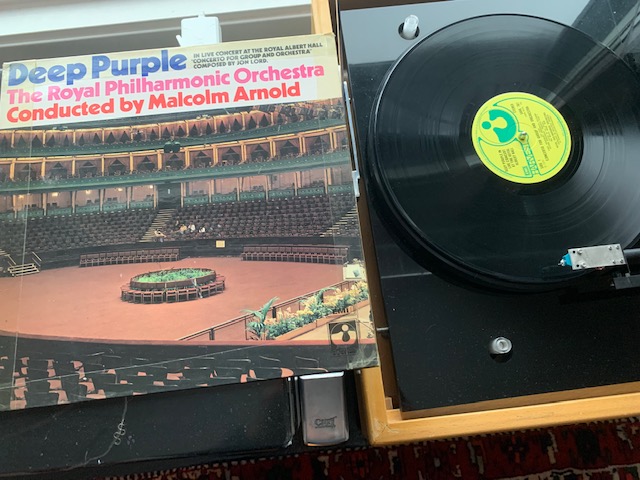 Deep Purple
IN LIVE CONCERT AT THE ROYAL ALBERT HALL.
'CONCERTO FOR GROUP AND ORCHESTRA'
COMPOSED BY JON LORD.
The Royal Philharmonic Orchestra
Conducted by Malcolm Arnold
EMI